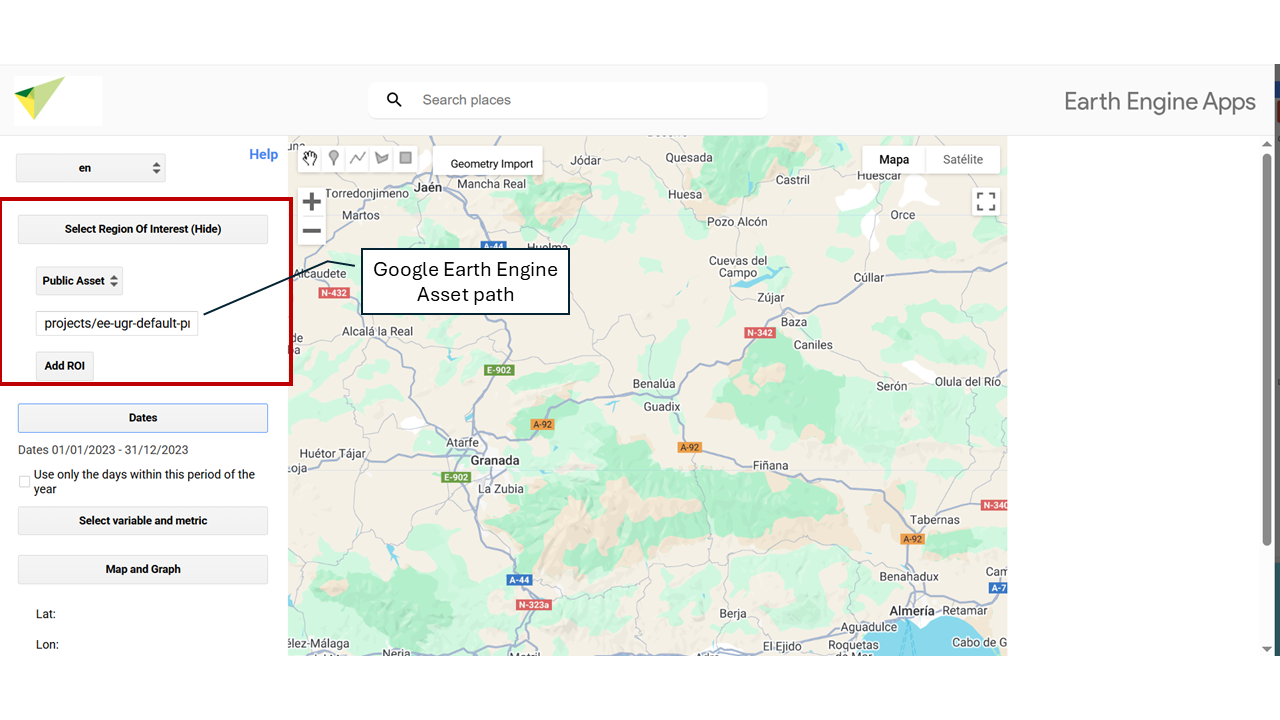 Search places
Earth Engine Apps
en
Help
Select Region Of Interest (Hide)
Public Asset
projects/ee-ugr-default-pr
Add ROI
Dates
Dates 01/01/2023 - 31/12/2023
Use only the days within this period of the
year
Select variable and metric
Map and Graph
Lat:
Lon:
Google Earth Engine
Asset path
Geometry Import
Mapa
Satélite
Jódar
Quesada
Castril
Huéscar
Torredonjimeno
Jaén
Mancha Real
Huesa
Orce
Martos
Pozo Alcón
A-44
Huelma
Alcaudete
Cuevas del
Campo
Cúllar
N-432
Zújar
Alcalá la Real
Baza
N-342
Caniles
de
E-902
Benalúa
Serón
Olula del Río
Guadix
A-92
Atarfe
A-92
Huétor Tájar
Granada
Fiñana
Loja
E-902
La Zubia
N-340
Tabernas
A-92
Benahadux
A-44
A-7
N-323a
Berja
Almería
Retamar
Aguadulce
élez-Málaga
El Ejido
Roquetas
de Mar
Cabo de G
Nerja
Motril